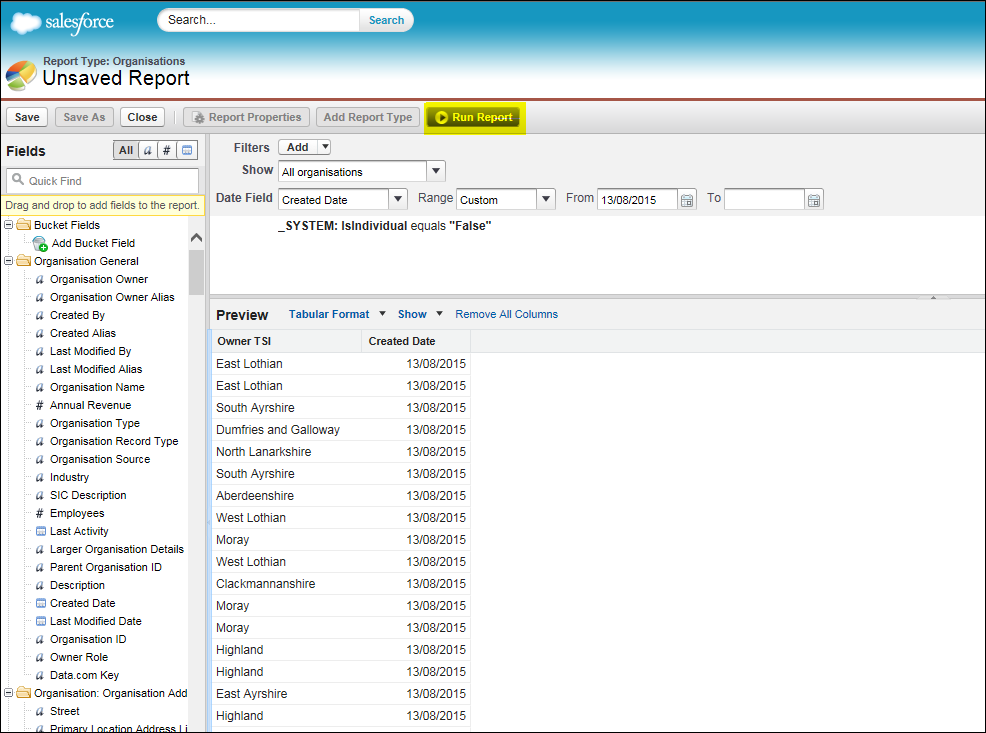 salesforce
Search...
Search
Report Type: Organisations
Unsaved Report
Save
Save As
Close
Report Properties
Add Report Type
Run Report
Fields
All a #
Quick Find
Drag and drop to add fields to the report.
Bucket Fields
Add Bucket Field
Organisation General
a Organisation Owner
a Organisation Owner Alias
a Created By
a Created Alias
a Last Modified By
a Last Modified Alias
a Organisation Name
# Annual Revenue
a Organisation Type
a Organisation Record Type
a Organisation Source
a Industry
a SIC Description
# Employees
Last Activity
a Larger Organisation Details
a Parent Organisation ID
a Description
Created Date
Last Modified Date
a Organisation ID
a Owner Role
a Data.com Key
Organisation: Organisation Add
a Street
a Primary Location Address Li
Filters Add
Show All organisations
Date Field Created Date Range Custom From 13/08/2015 To
_SYSTEM: IsIndividual equals "False"
Preview Tabular Format Show Remove All Columns
Owner TSI Created Date
East Lothian 13/08/2015
East Lothian 13/08/2015
South Ayrshire 13/08/2015
Dumfries and Galloway 13/08/2015
North Lanarkshire 13/08/2015
South Ayrshire 13/08/2015
Aberdeenshire 13/08/2015
West Lothian 13/08/2015
Moray 13/08/2015
West Lothian 13/08/2015
Clackmannanshire 13/08/2015
Moray 13/08/2015
Moray 13/08/2015
Highland 13/08/2015
Highland 13/08/2015
East Ayrshire 13/08/2015
Highland 13/08/2015